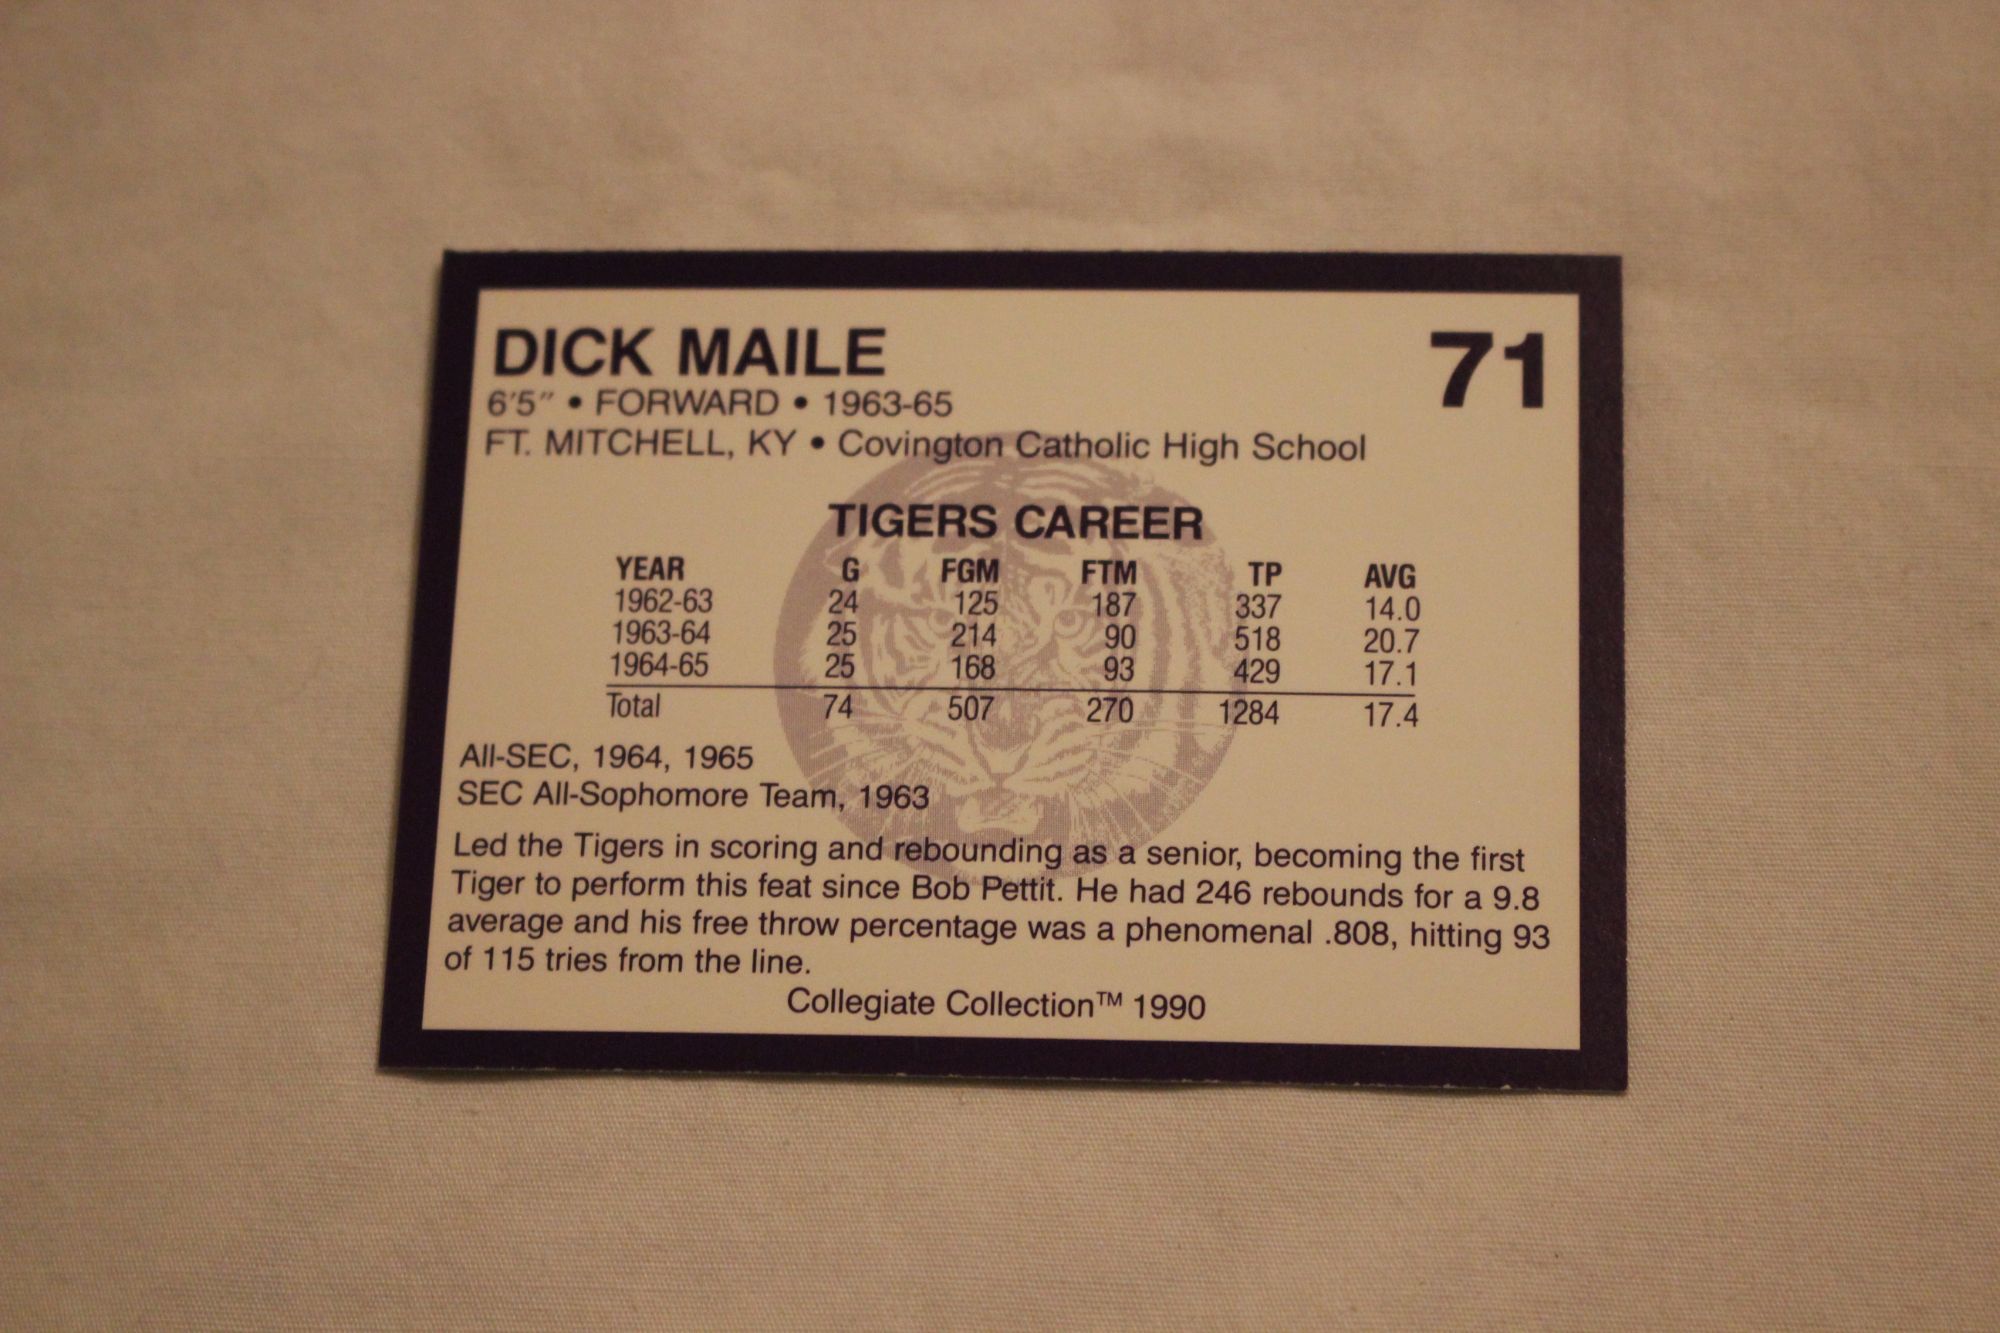 DICK MAILE 71
6'5" • FORWARD • 1963-65
FT. MITCHELL, KY • Covington Catholic High School
TIGERS CAREER
YEAR G FGM FTM TP AVG
1962-63 24 125 187 337 14.0
1963-64 25 214 90 518 20.7
1964-65 25 168 93 429 17.1
Total 74 507 270 1284 17.4
All-SEC, 1964, 1965
SEC All-Sophomore Team, 1963
Led the Tigers in scoring and rebounding as a senior, becoming the first
Tiger to perform this feat since Bob Pettit. He had 246 rebounds for a 9.8
average and his free throw percentage was a phenomenal .808, hitting 93
of 115 tries from the line.
Collegiate Collection™ 1990